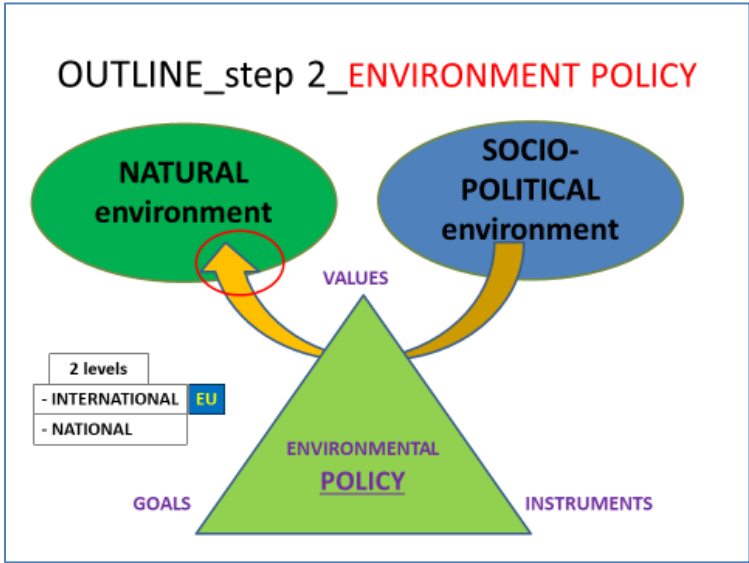 OUTLINE_step 2_ENVIRONMENT POLICY
NATURAL
environment
SOCIO-
POLITICAL
environment
VALUES
2 levels
- INTERNATIONAL EU
- NATIONAL
ENVIRONMENTAL
POLICY
GOALS
INSTRUMENTS